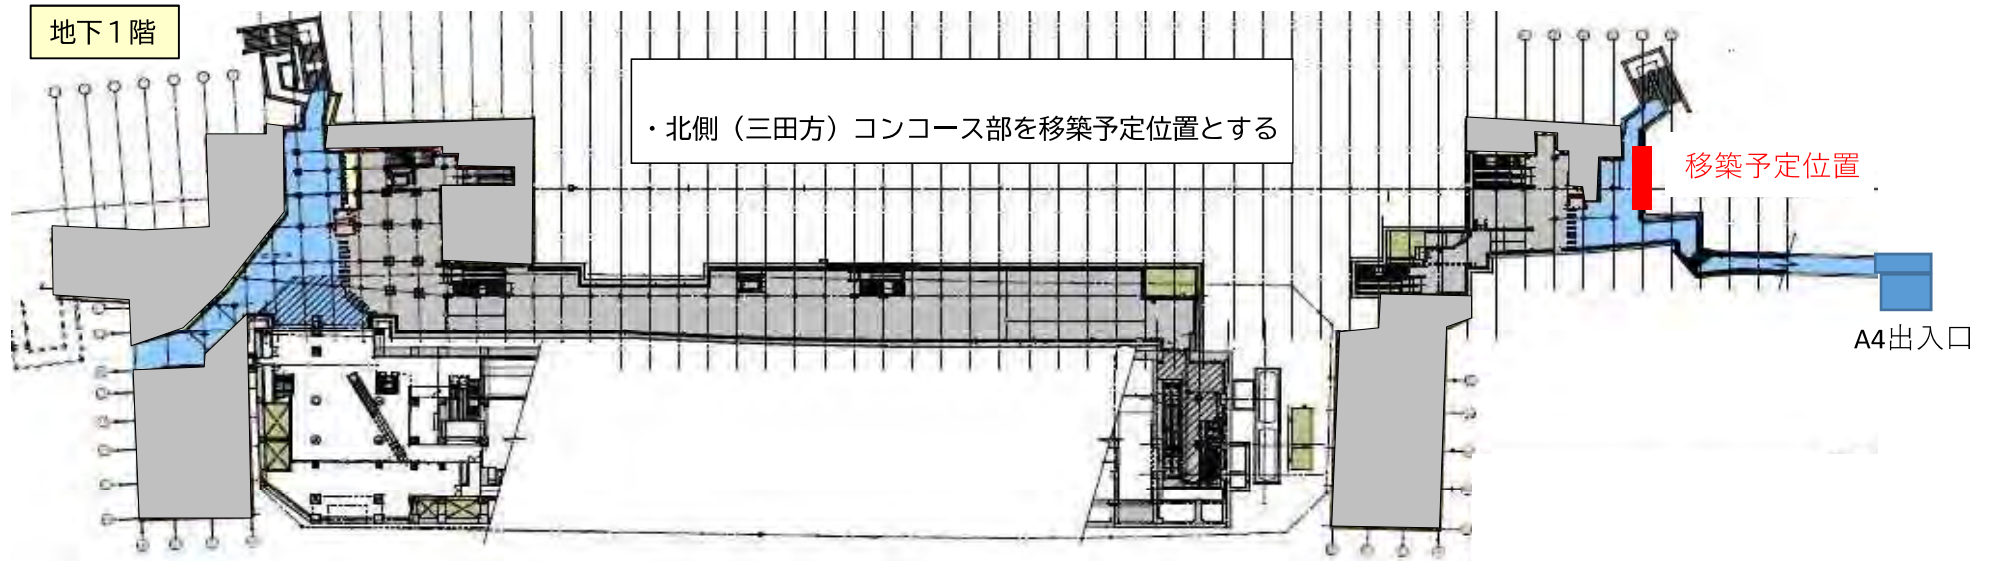 地下１階
・北側（三田方）コンコース部を移築予定位置とする
移築予定位置
A4出入口